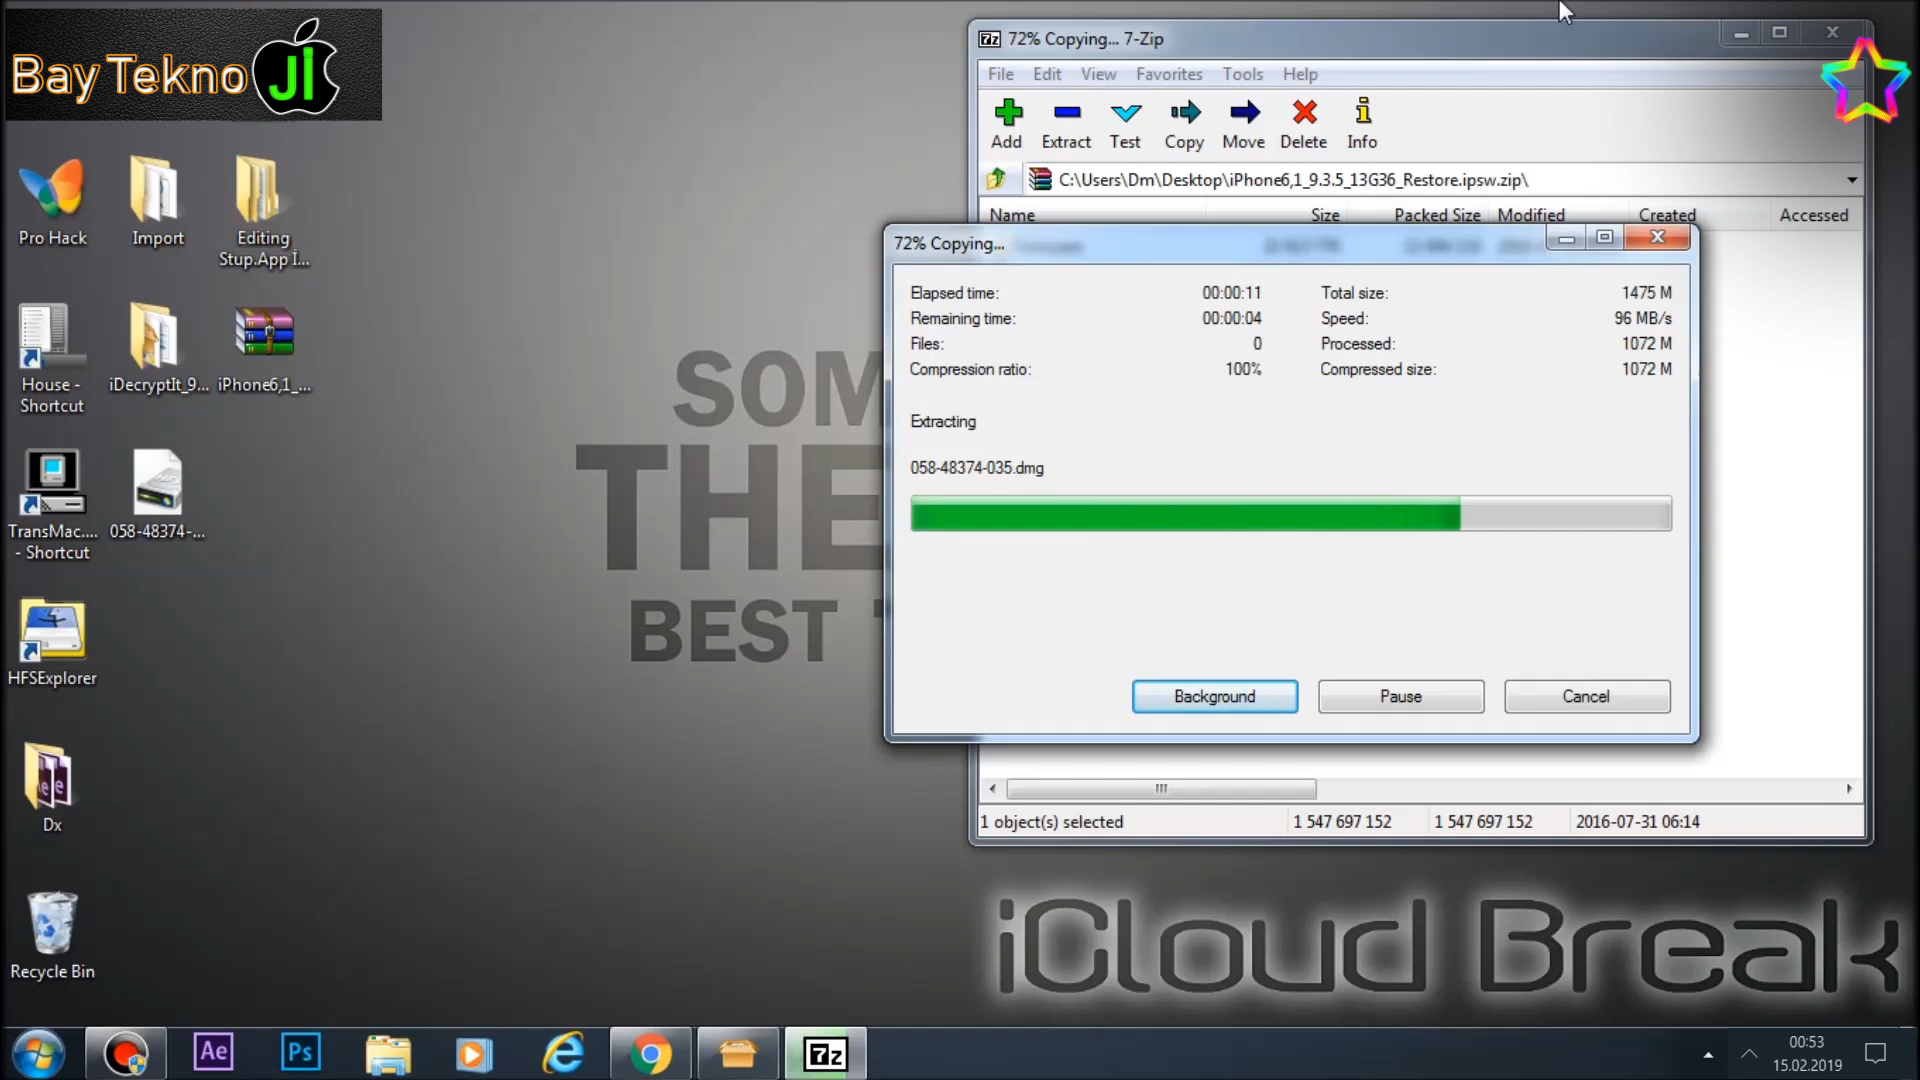 Bay Tekno Ji
Pro Hack
Import
Editing
Stup.App İ...
House -
Shortcut
iDecryptIt_9...
iPhone6,1_...
TransMac....
- Shortcut
058-48374-...
HFSExplorer
Dx
Recycle Bin
SOM
THE
BEST
72% Copying... 7-Zip
File Edit View Favorites Tools Help
Add Extract Test Copy Move Delete Info
C:\Users\Dm\Desktop\iPhone6,1_9.3.5_13G36_Restore.ipsw.zip\
Name Size Packed Size Modified Created Accessed
72% Copying...
Elapsed time: 00:00:11 Total size: 1475 M
Remaining time: 00:00:04 Speed: 96 MB/s
Files: 0 Processed: 1072 M
Compression ratio: 100% Compressed size: 1072 M
Extracting
058-48374-035.dmg
Background Pause Cancel
1 object(s) selected 1 547 697 152 1 547 697 152 2016-07-31 06:14
iCloud Break
Ae Ps 7z
00:53
15.02.2019